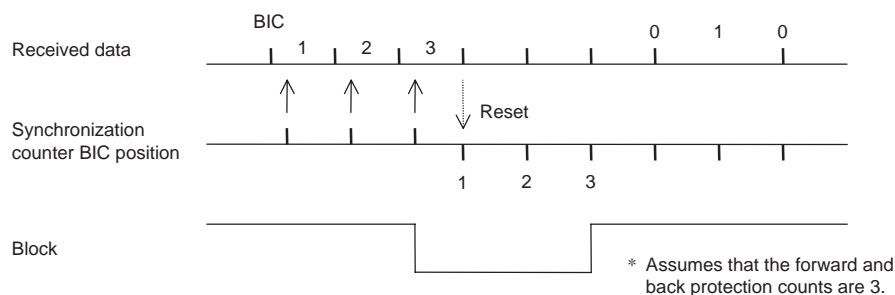 BIC
0 1 0
Received data
1 2 3
Reset
Synchronization
counter BIC position
1 2 3
Block
* Assumes that the forward and
back protection counts are 3.